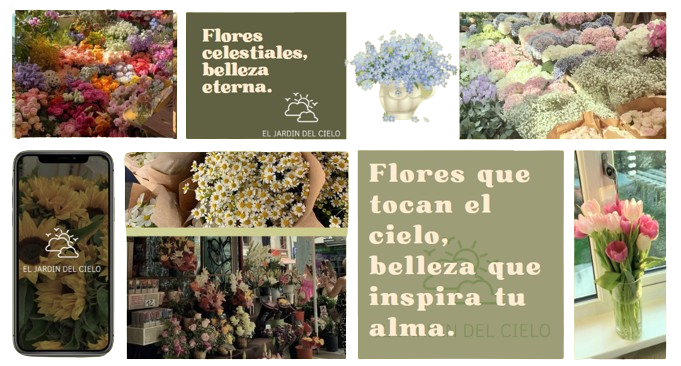 Flores
celestiales,
belleza
eterna.
EL JARDIN DEL CIELO
EL JARDIN DEL CIELO
Flores que
tocan el
cielo,
belleza que
inspira tu
alma.
DEL CIELO